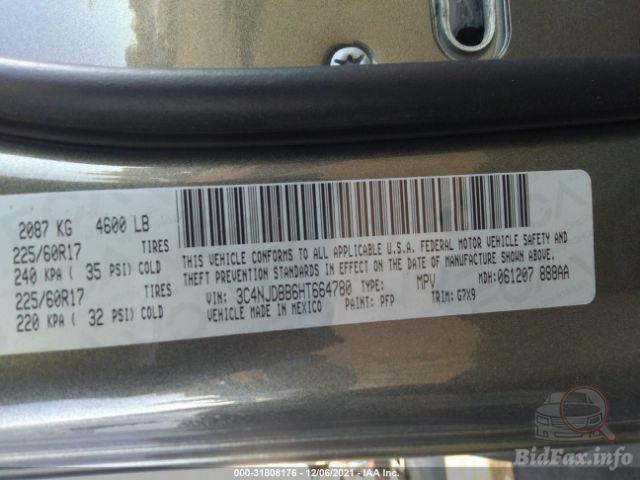 2087 KG 4600 LB
225/60R17 TIRES
240 KPA ( 35 PSI) COLD
225/60R17 TIRES
220 KPA ( 32 PSI) COLD
THIS VEHICLE CONFORMS TO ALL APPLICABLE U.S.A. FEDERAL MOTOR VEHICLE SAFETY AND
THEFT PREVENTION STANDARDS IN EFFECT ON THE DATE OF MANUFACTURE SHOWN ABOVE.
VIN: 3C4NJDBB6HT664780 TYPE: MPV MDH: 061207 888AA
VEHICLE MADE IN MEXICO PAINT: PFP TRIM: G7X9
000-31808176 - 12/06/2021 - IAA Inc.
BidFax.info